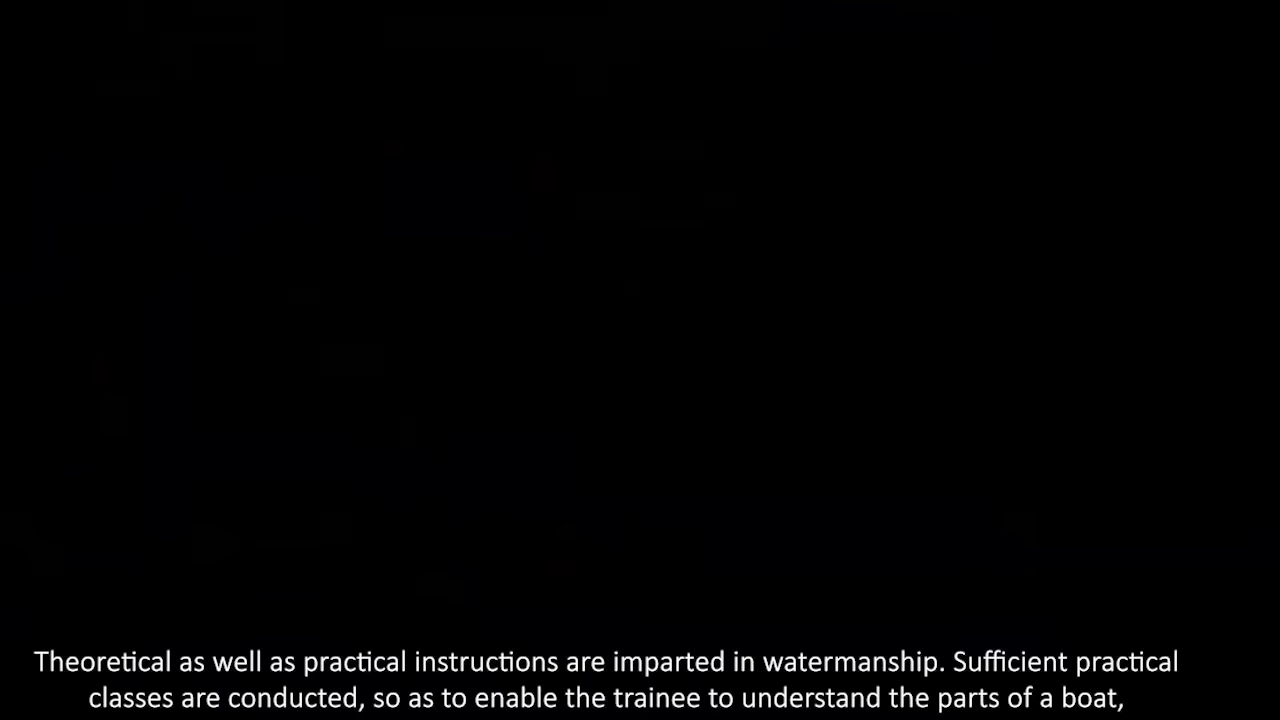 Theoretical as well as practical instructions are imparted in watermanship. Sufficient practical
classes are conducted, so as to enable the trainee to understand the parts of a boat,